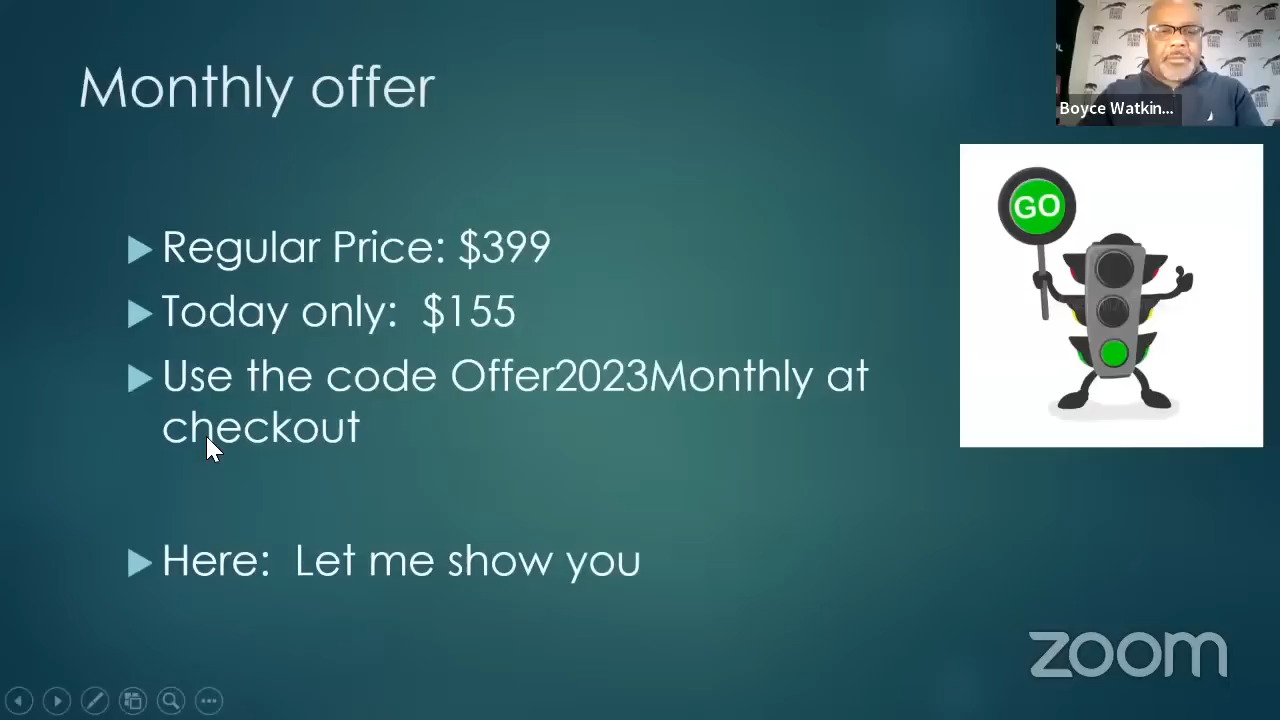 Monthly offer
Boyce Watkin...
GO
Regular Price: $399
Today only:  $155
Use the code Offer2023Monthly at
checkout
Here:  Let me show you
zoom